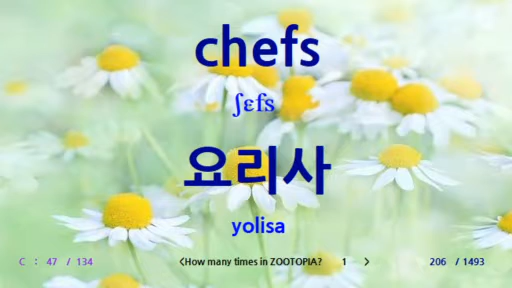 chefs
ʃɛfs
요리사
yolisa
C : 47 / 134 <How many times in ZOOTOPIA? 1 > 206 / 1493